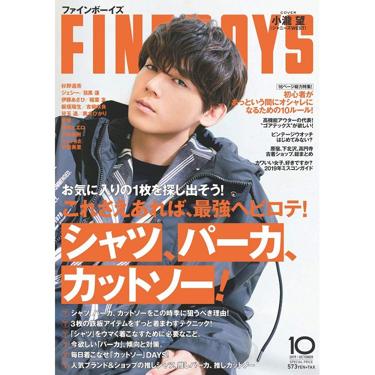 ファインボーイズ
FINEBOYS
COVER
小瀧 望
(ジャニーズWEST)
16ページ総力特集!
初心者が
あっという間にオシャレに
なるための10ルール!
高機能アウターの代表!
“ゴアテックス”が欲しい!
ビンテージウォッチ
はじめてみない?
原宿、下北沢、高円寺
古着ショップ、総まとめ
カワいい女子、好きですか?
2019年ミスコンガイド
お気に入りの1枚を探し出そう!
これさえあれば、最強ヘビロテ!
シャツ、パーカ、
カットソー!
シャツ、パーカ、カットソーをこの時季に狙うべき理由!
3枚の鉄板アイテムをずっと着まわすテクニック!
「シャツ」をウマく着こなすために必要なこと。
今欲しい「パーカ」、傾向と対策。
毎日着こなせ「カットソー」DAYS!
人気ブランド&ショップの推しシャツ、推しパーカ、推しカットソー
10
2019 OCTOBER
SPECIAL PRICE
573YEN+TAX